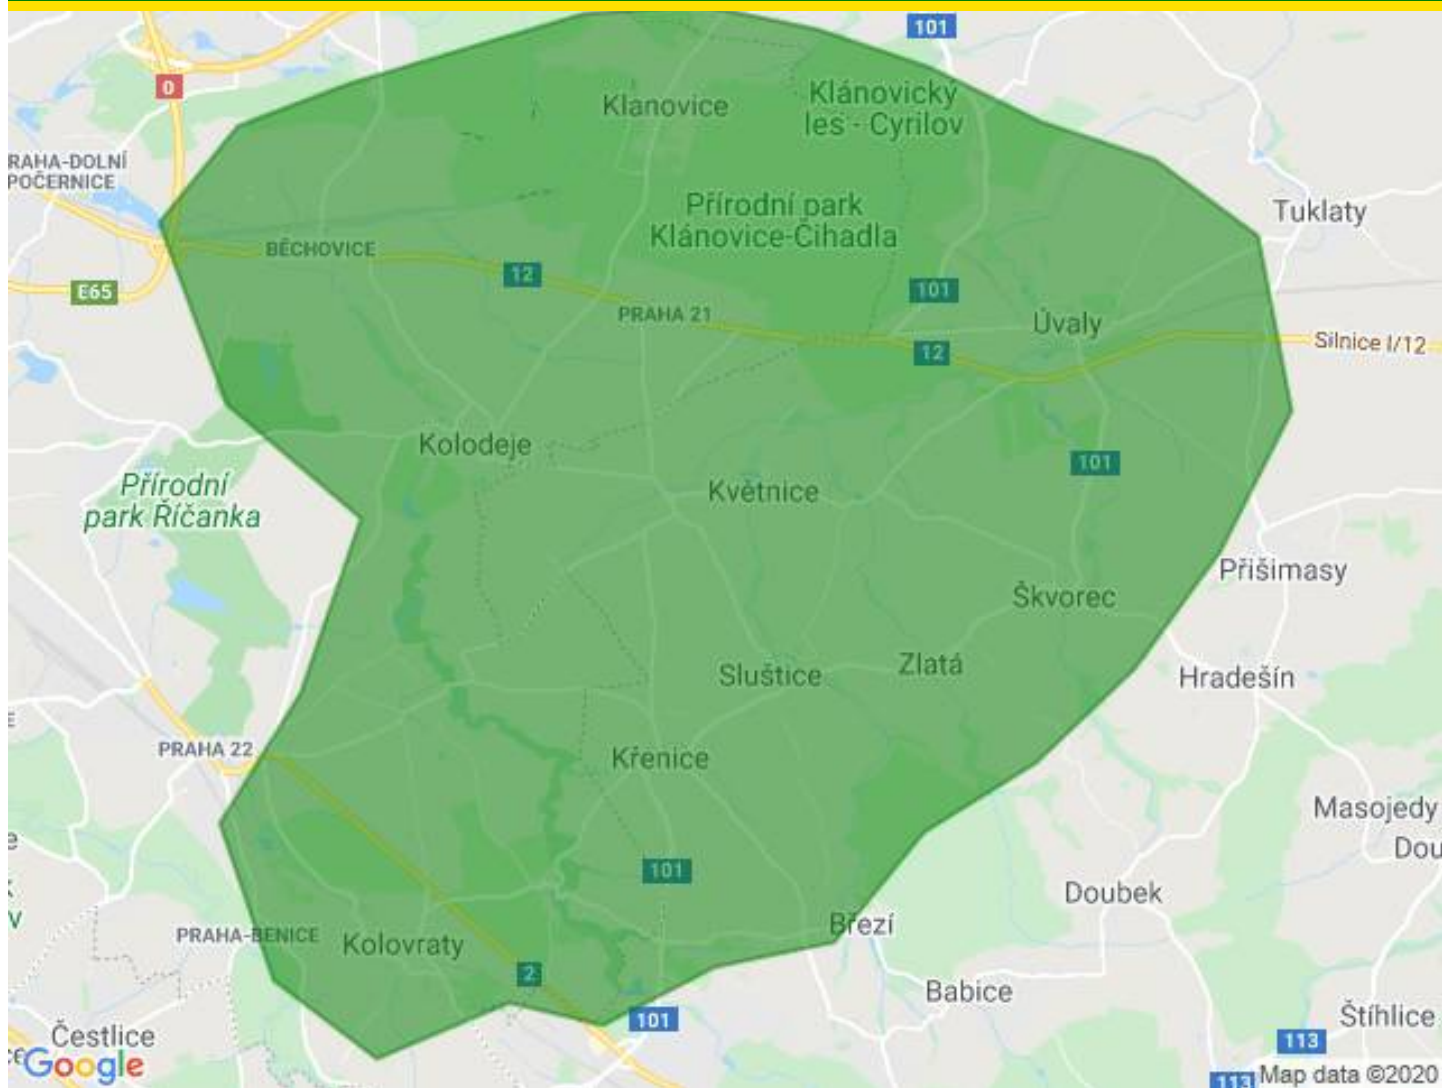 101
0
Klanovice
Klánovický
les - Cyrilov
RAHA-DOLNÍ
POČERNICE
Přírodní park
Klánovice-Čihadla
Tuklaty
BĚCHOVICE
12
E65
101
PRAHA 21
Úvaly
12
Silnice I/12
Kolodeje
101
Přírodní
park Říčanka
Květnice
Přišimasy
Škvorec
Sluštice
Zlatá
Hradešín
PRAHA 22
Křenice
Masojedy
Dou
101
Doubek
Březí
PRAHA-BENICE
Kolovraty
2
Babice
101
Štíhlice
Čestlice
113
Google
113
Map data ©2020